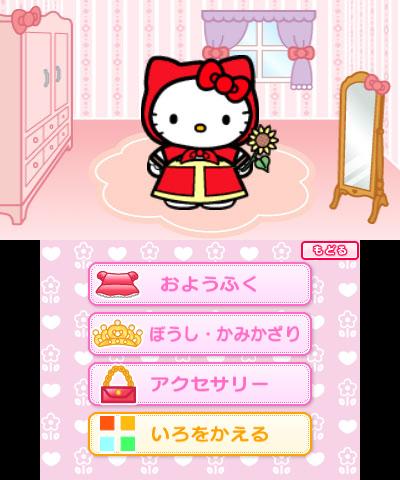 もどる
おようふく
ぼうし・かみかざり
アクセサリー
いろをかえる